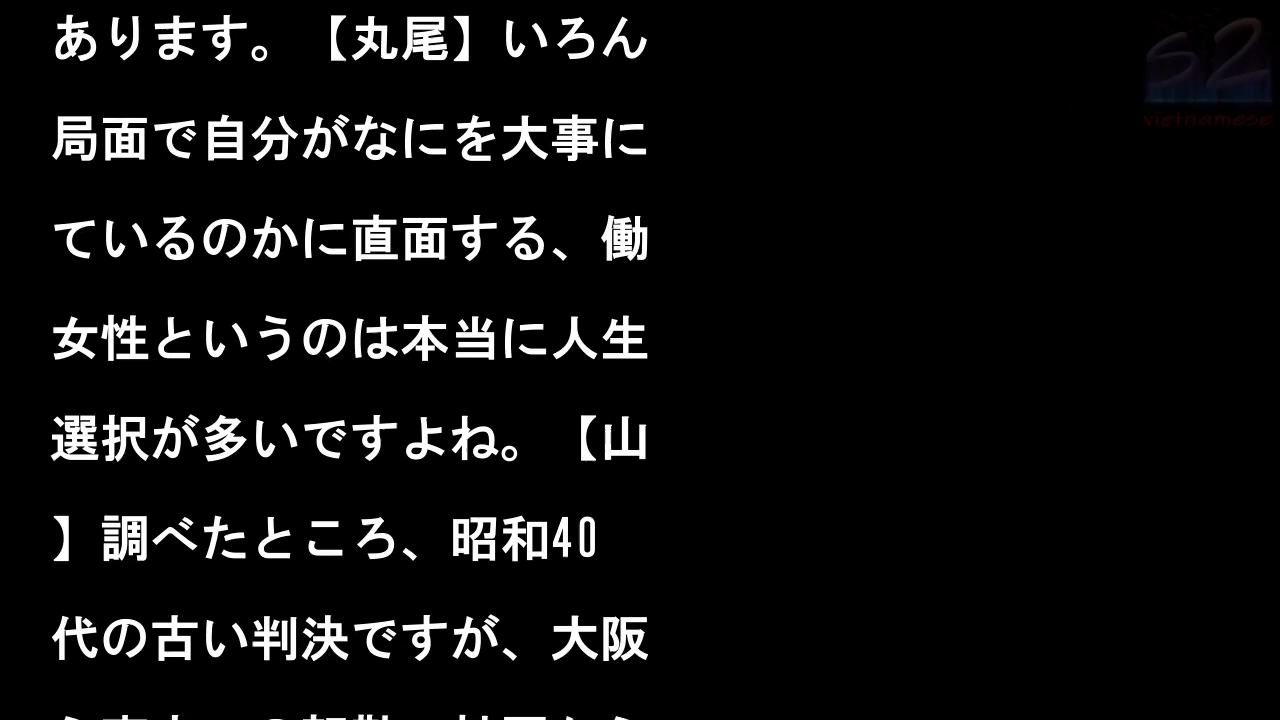 あります。【丸尾】いろん
局面で自分がなにを大事に
ているのかに直面する、働
女性というのは本当に人生
選択が多いですよね。【山
】調べたところ、昭和40
代の古い判決ですが、大阪
S2
vietnamese